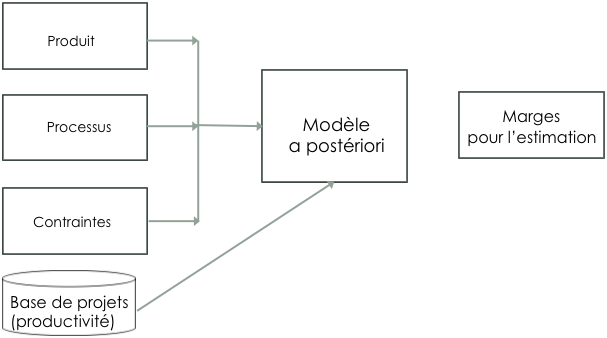 Produit
Processus
Contraintes
Base de projets
(productivité)
Modèle
a postériori
Marges
pour l'estimation